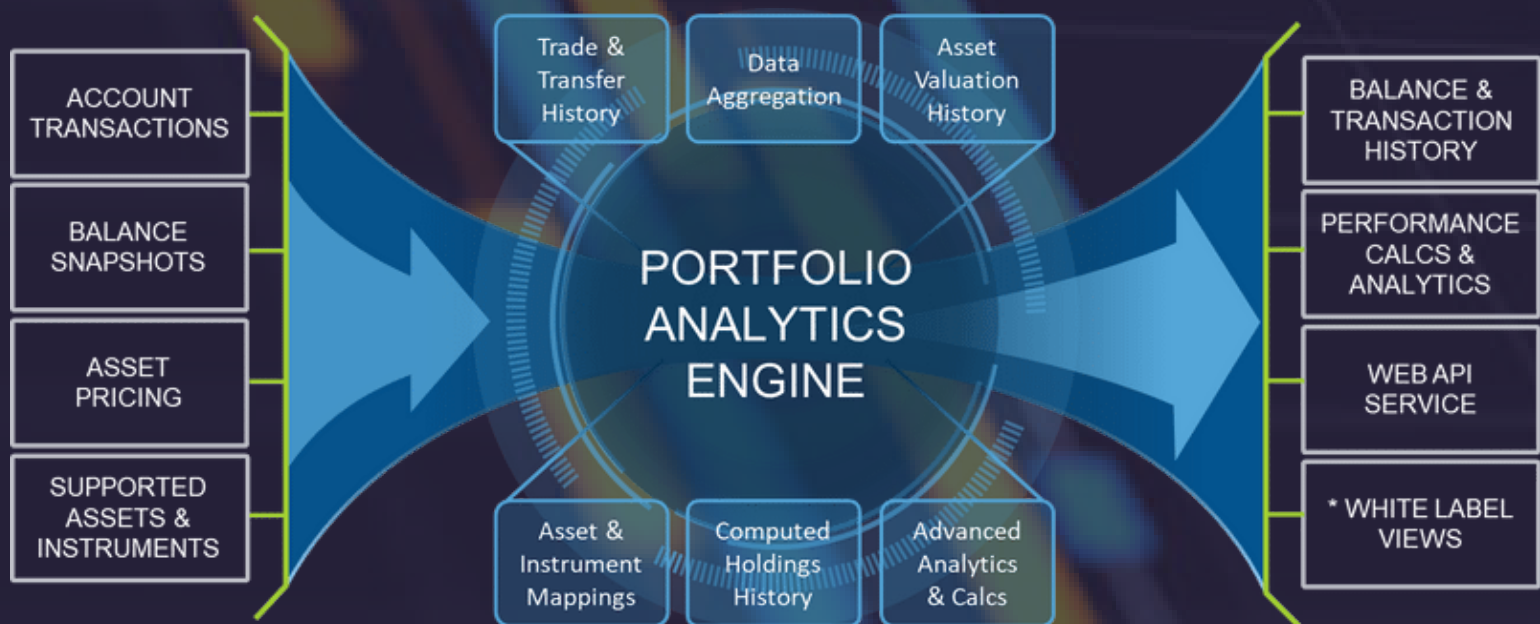 ACCOUNT
TRANSACTIONS
BALANCE
SNAPSHOTS
ASSET
PRICING
SUPPORTED
ASSETS &
INSTRUMENTS
Trade &
Transfer
History
Data
Aggregation
Asset
Valuation
History
PORTFOLIO
ANALYTICS
ENGINE
Asset &
Instrument
Mappings
Computed
Holdings
History
Advanced
Analytics
& Calcs
BALANCE &
TRANSACTION
HISTORY
PERFORMANCE
CALCS &
ANALYTICS
WEB API
SERVICE
* WHITE LABEL
VIEWS